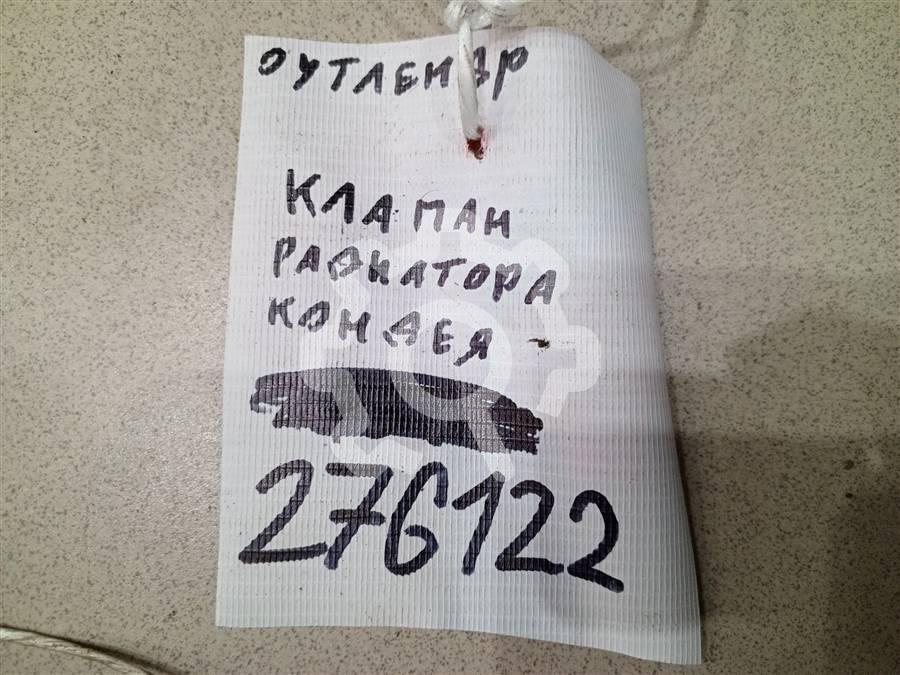 ОУТЛЕНДР
КЛАПАН
РАДИАТОРА
КОНДЕЯ
276122